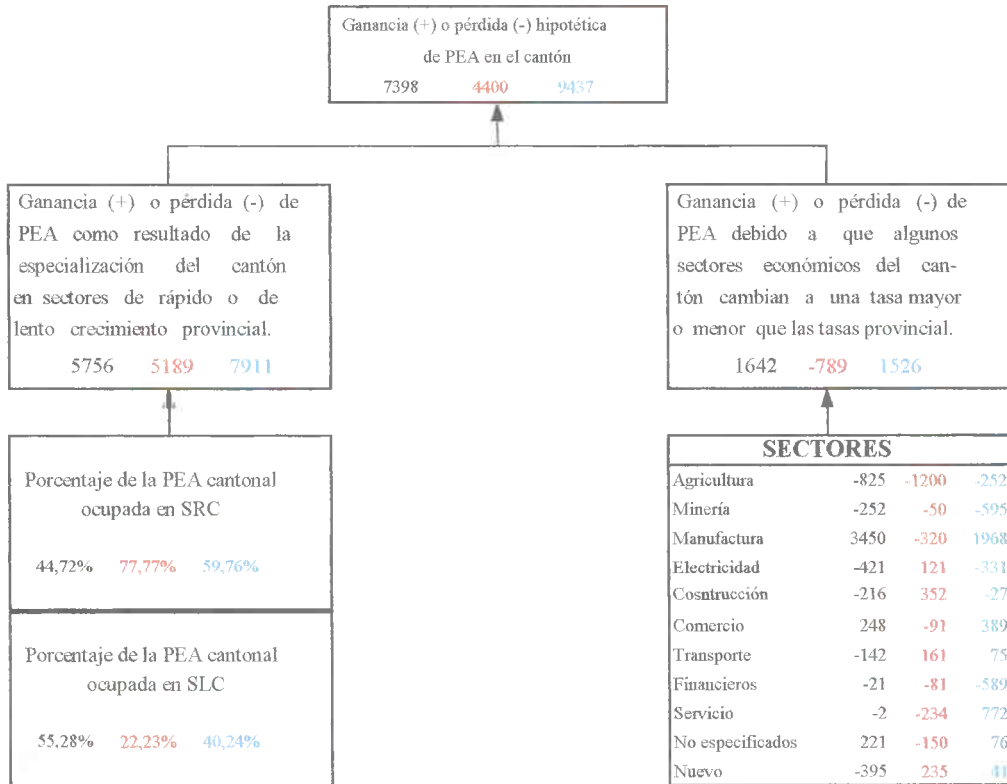 Ganancia (+) o pérdida (-) hipotética
de PEA en el cantón
7398 4400 9437
Ganancia (+) o pérdida (-) de
PEA como resultado de la
especialización del cantón
en sectores de rápido o de
lento crecimiento provincial.
5756 5189 7911
Ganancia (+) o pérdida (-) de
PEA debido a que algunos
sectores económicos del can-
tón cambian a una tasa mayor
o menor que las tasas provincial.
1642 -789 1526
Porcentaje de la PEA cantonal
ocupada en SRC
44,72% 77,77% 59,76%
Porcentaje de la PEA cantonal
ocupada en SLC
55,28% 22,23% 40,24%
SECTORES
Agricultura -825 -1200 -252
Minería -252 -50 -595
Manufactura 3450 -320 1968
Electricidad -421 121 -331
Cosntrucción -216 352 -27
Comercio 248 -91 389
Transporte -142 161 75
Financieros -21 -81 -589
Servicio -2 -234 772
No especificados 221 -150 76
Nuevo -395 235 41